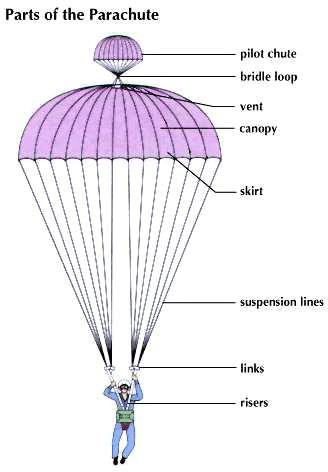 Parts of the Parachute
pilot chute
bridle loop
vent
canopy
skirt
suspension lines
links
risers